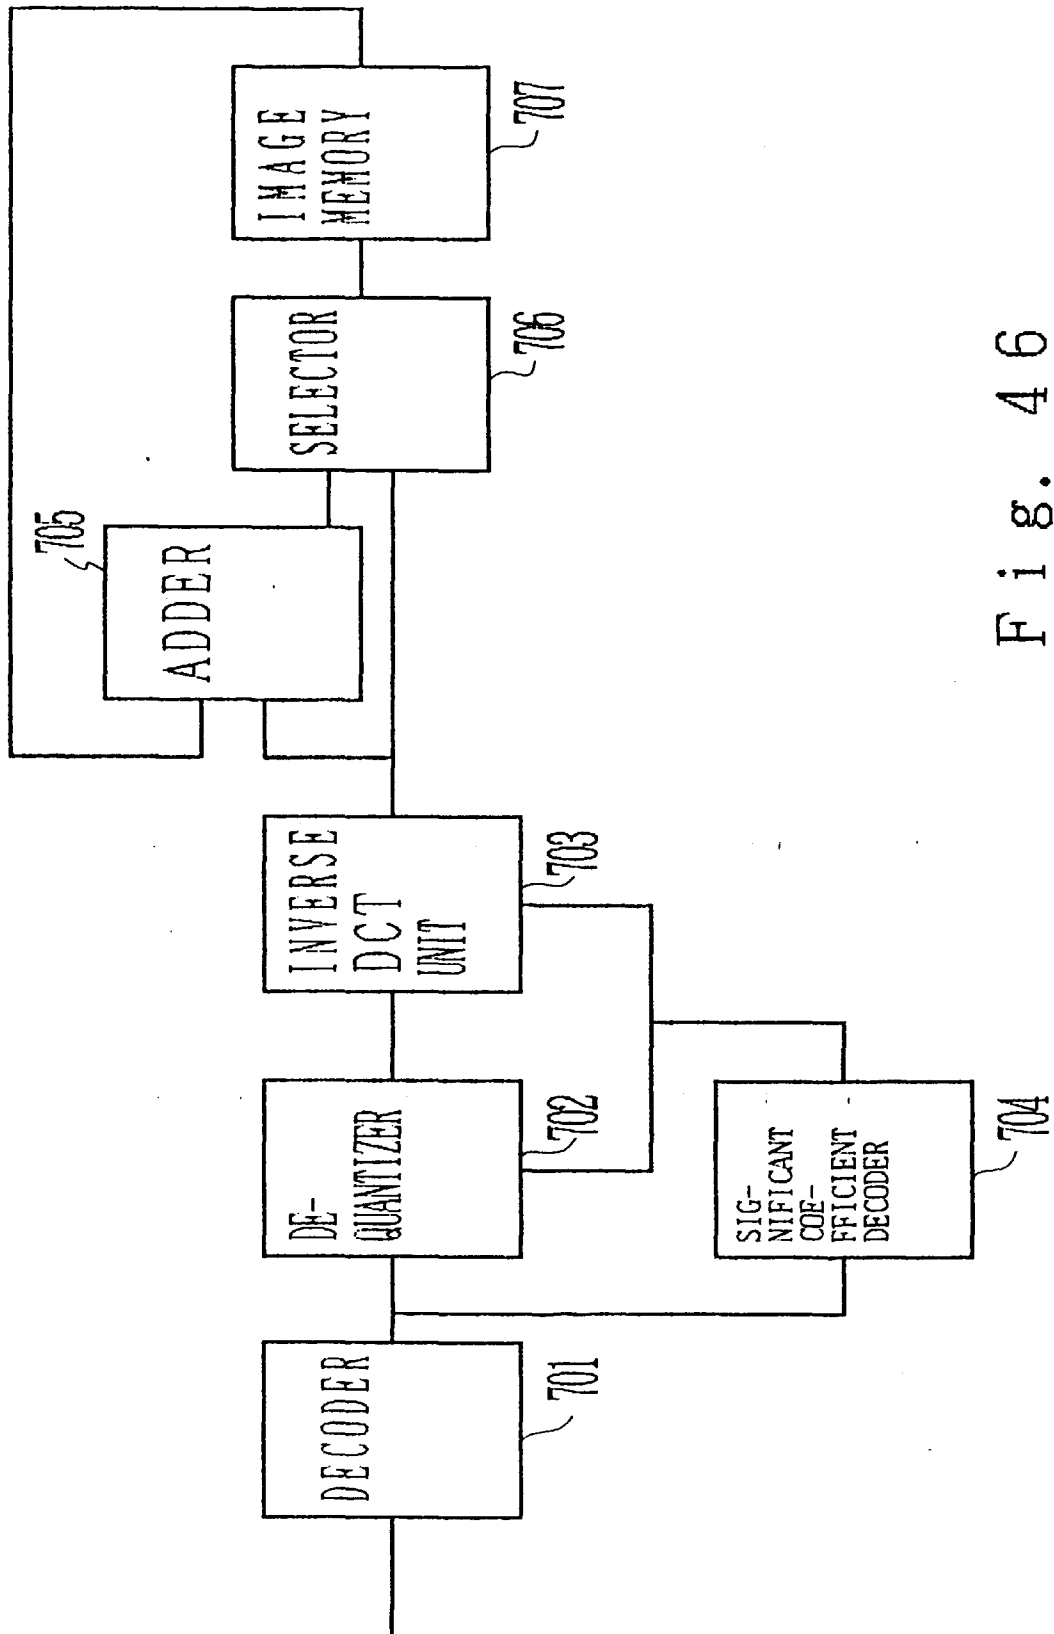 DECODER
701
DE-
QUANTIZER
702
INVERSE
DCT
UNIT
703
SIG-
NIFICANT
COE-
FFICIENT
DECODER
704
ADDER
705
SELECTOR
706
IMAGE
MEMORY
707
Fig. 46